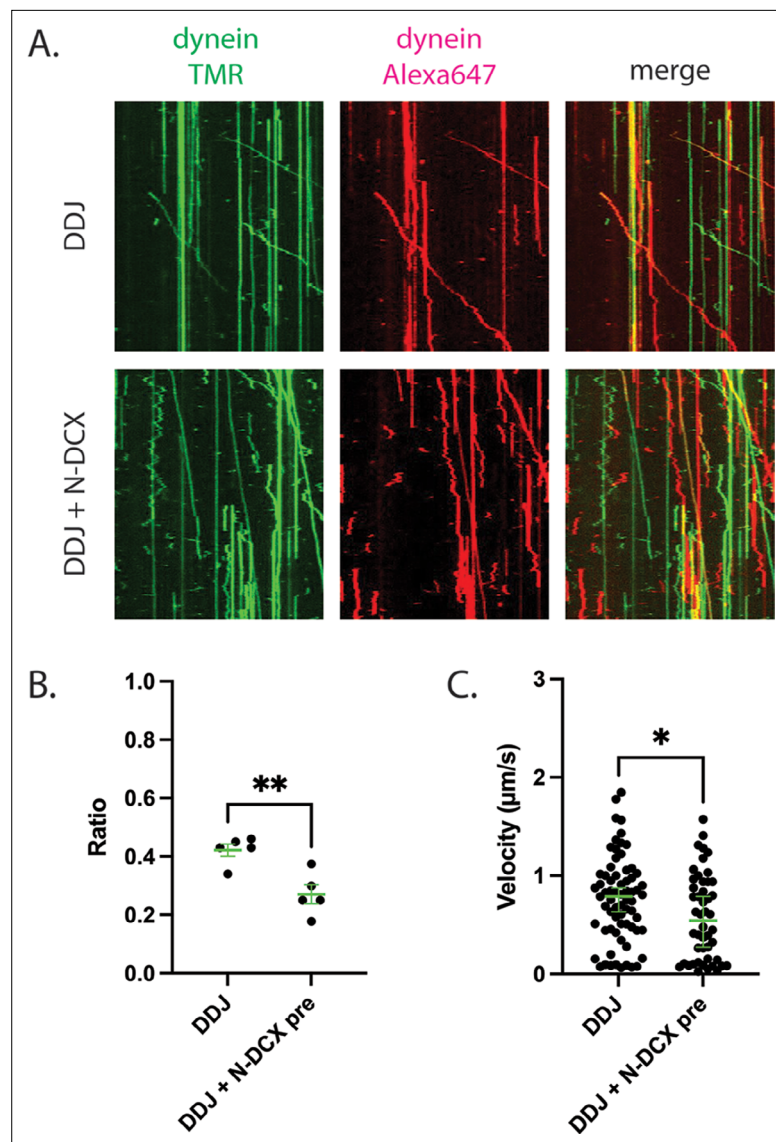 A.
dynein
TMR
dynein
Alexa647
merge
DDJ
DDJ + N-DCX
B.
1.0
0.8
0.6
0.4
0.2
0.0
Ratio
**
DDJ
DDJ + N-DCX pre
C.
3
2
1
0
Velocity (μm/s)
*
DDJ
DDJ + N-DCX pre